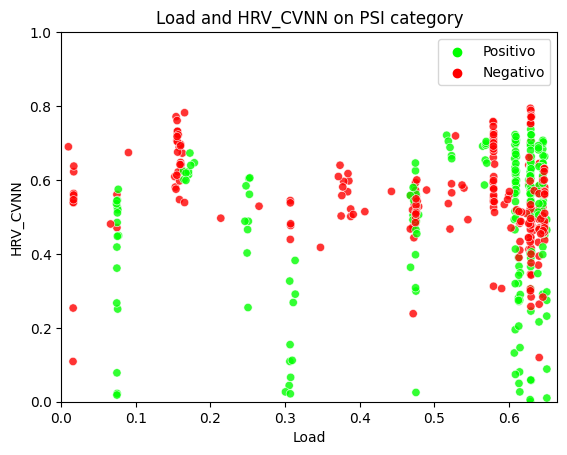 Load and HRV_CVNN on PSI category
Positivo
Negativo
HRV_CVNN
1.0
0.8
0.6
0.4
0.2
0.0
0.0 0.1 0.2 0.3 0.4 0.5 0.6
Load